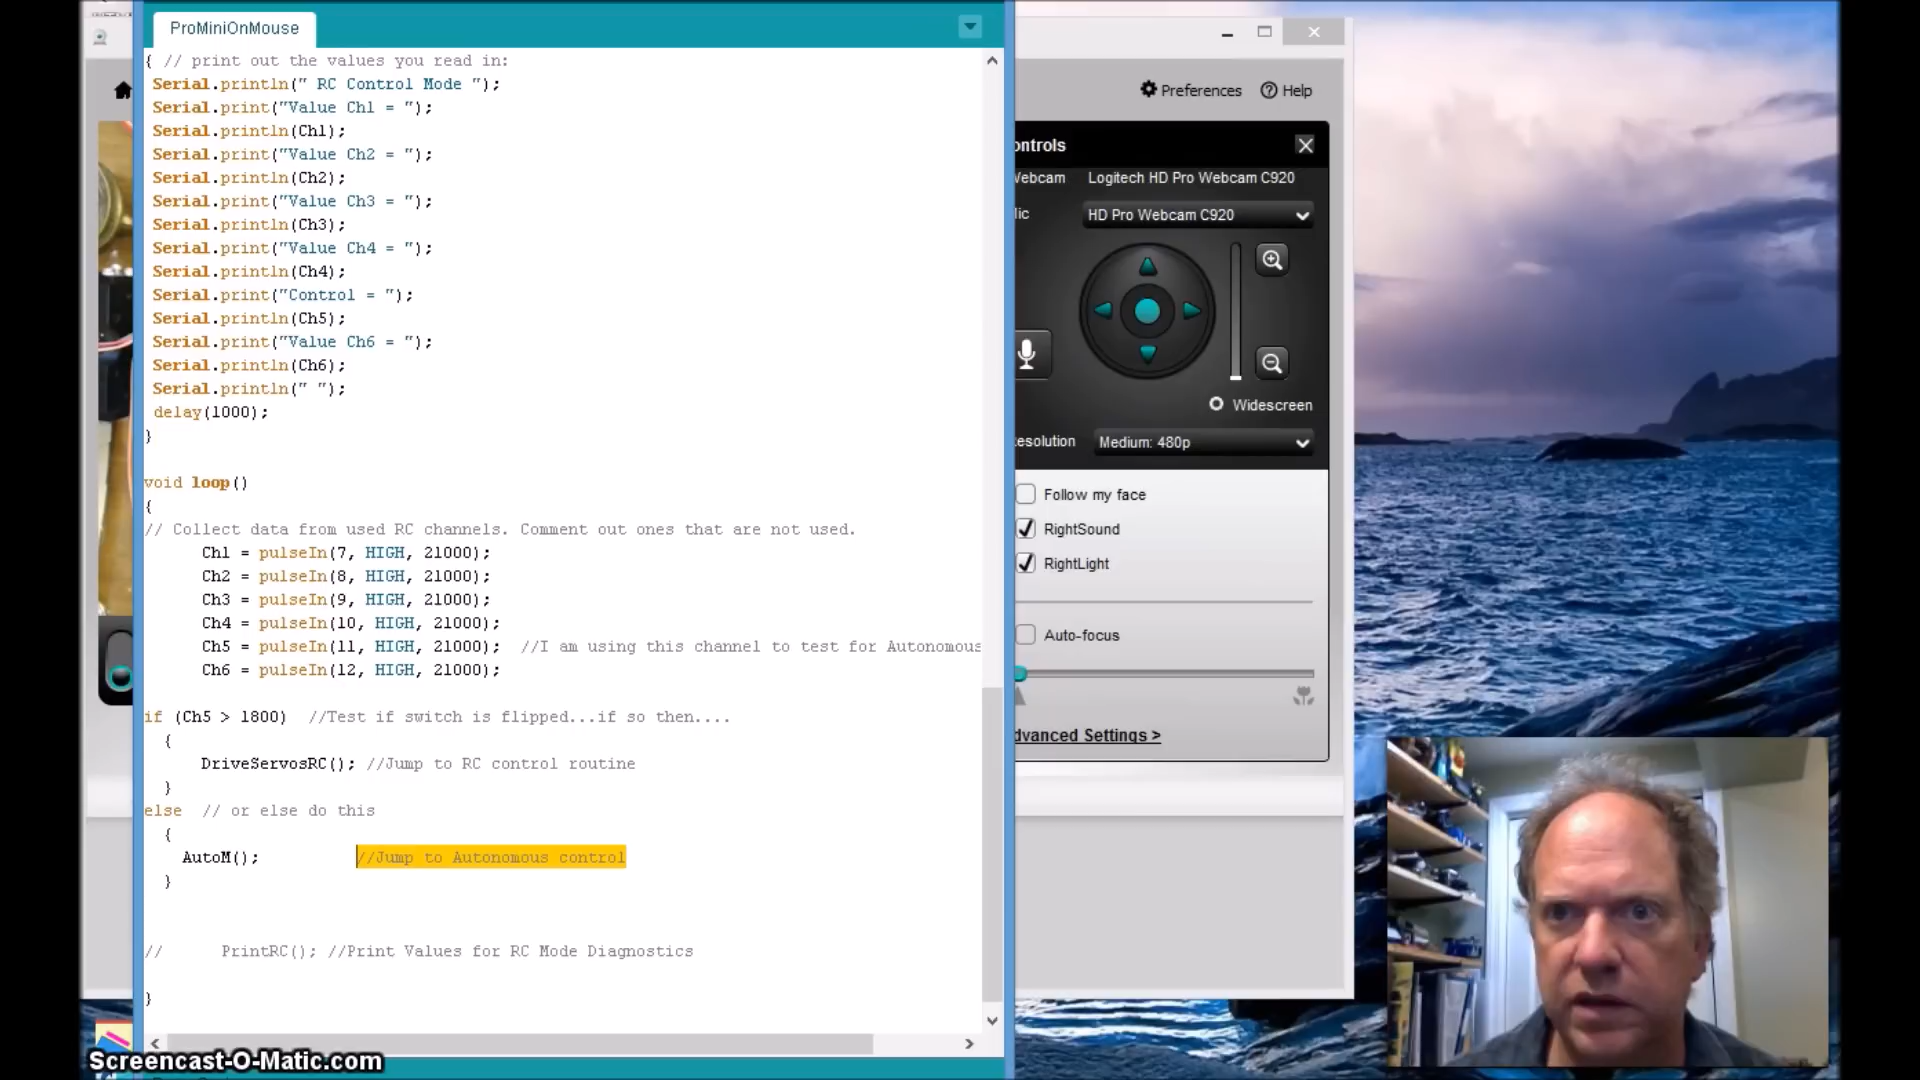 ProMiniOnMouse
{ // print out the values you read in:
Serial.println(" RC Control Mode ");
Serial.print("Value Ch1 = ");
Serial.println(Ch1);
Serial.print("Value Ch2 = ");
Serial.println(Ch2);
Serial.print("Value Ch3 = ");
Serial.println(Ch3);
Serial.print("Value Ch4 = ");
Serial.println(Ch4);
Serial.print("Control = ");
Serial.println(Ch5);
Serial.print("Value Ch6 = ");
Serial.println(Ch6);
Serial.println(" ");
delay(1000);
}
void loop()
{
// Collect data from used RC channels. Comment out ones that are not used.
Ch1 = pulseIn(7, HIGH, 21000);
Ch2 = pulseIn(8, HIGH, 21000);
Ch3 = pulseIn(9, HIGH, 21000);
Ch4 = pulseIn(10, HIGH, 21000);
Ch5 = pulseIn(11, HIGH, 21000); //I am using this channel to test for Autonomous
Ch6 = pulseIn(12, HIGH, 21000);
if (Ch5 > 1800) //Test if switch is flipped...if so then....
{
DriveServosRC(); //Jump to RC control routine
}
else // or else do this
{
AutoM(); //Jump to Autonomous control
}
// PrintRC(); //Print Values for RC Mode Diagnostics
}
Preferences Help
ontrols
Webcam Logitech HD Pro Webcam C920
lic HD Pro Webcam C920
Widescreen
esolution Medium: 480p
Follow my face
RightSound
RightLight
Auto-focus
dvanced Settings >
Screencast-O-Matic.com